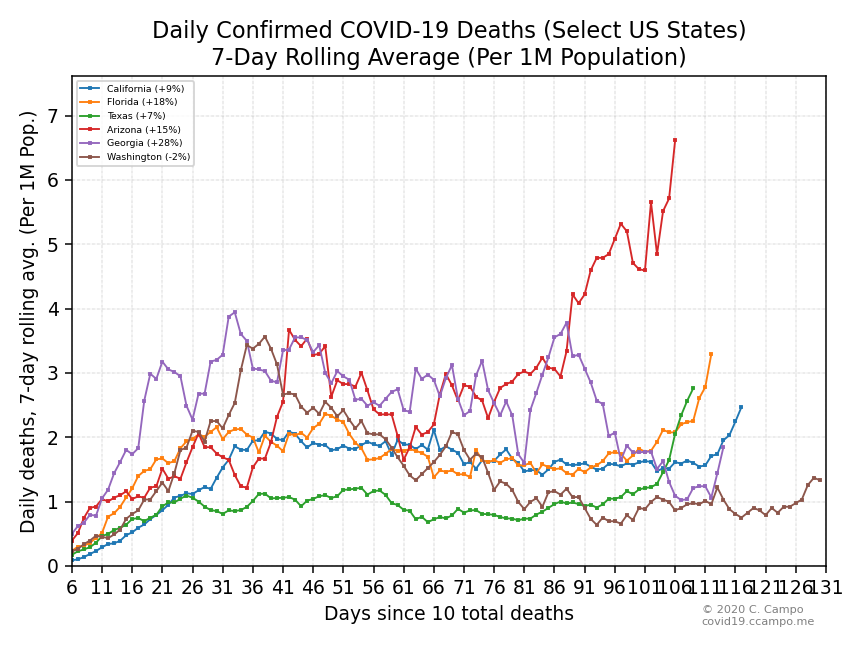 Daily Confirmed COVID-19 Deaths (Select US States)
7-Day Rolling Average (Per 1M Population)
California (+9%)
Florida (+18%)
Texas (+7%)
Arizona (+15%)
Georgia (+28%)
Washington (-2%)
Daily deaths, 7-day rolling avg. (Per 1M Pop.)
7
6
5
4
3
2
1
0
6 11 16 21 26 31 36 41 46 51 56 61 66 71 76 81 86 91 96 101 106 111 116 121 126 131
Days since 10 total deaths
© 2020 C. Campo
covid19.ccampo.me